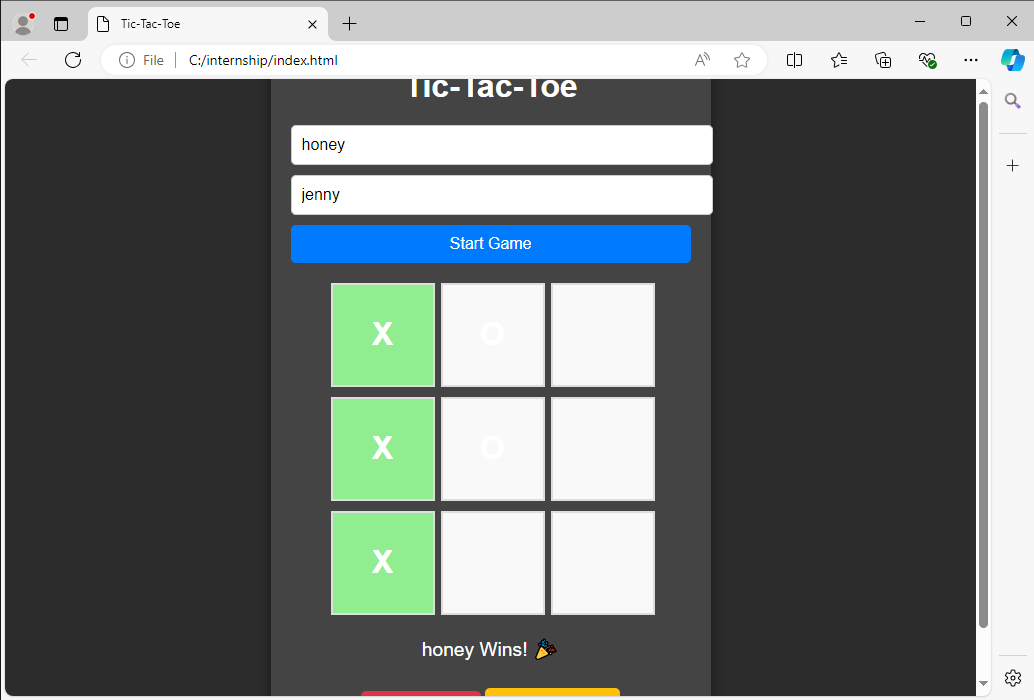 Tic-Tac-Toe
File C:/internship/index.html
Tic-Tac-Toe
honey
jenny
Start Game
X O
X O
X
honey Wins! 🎉